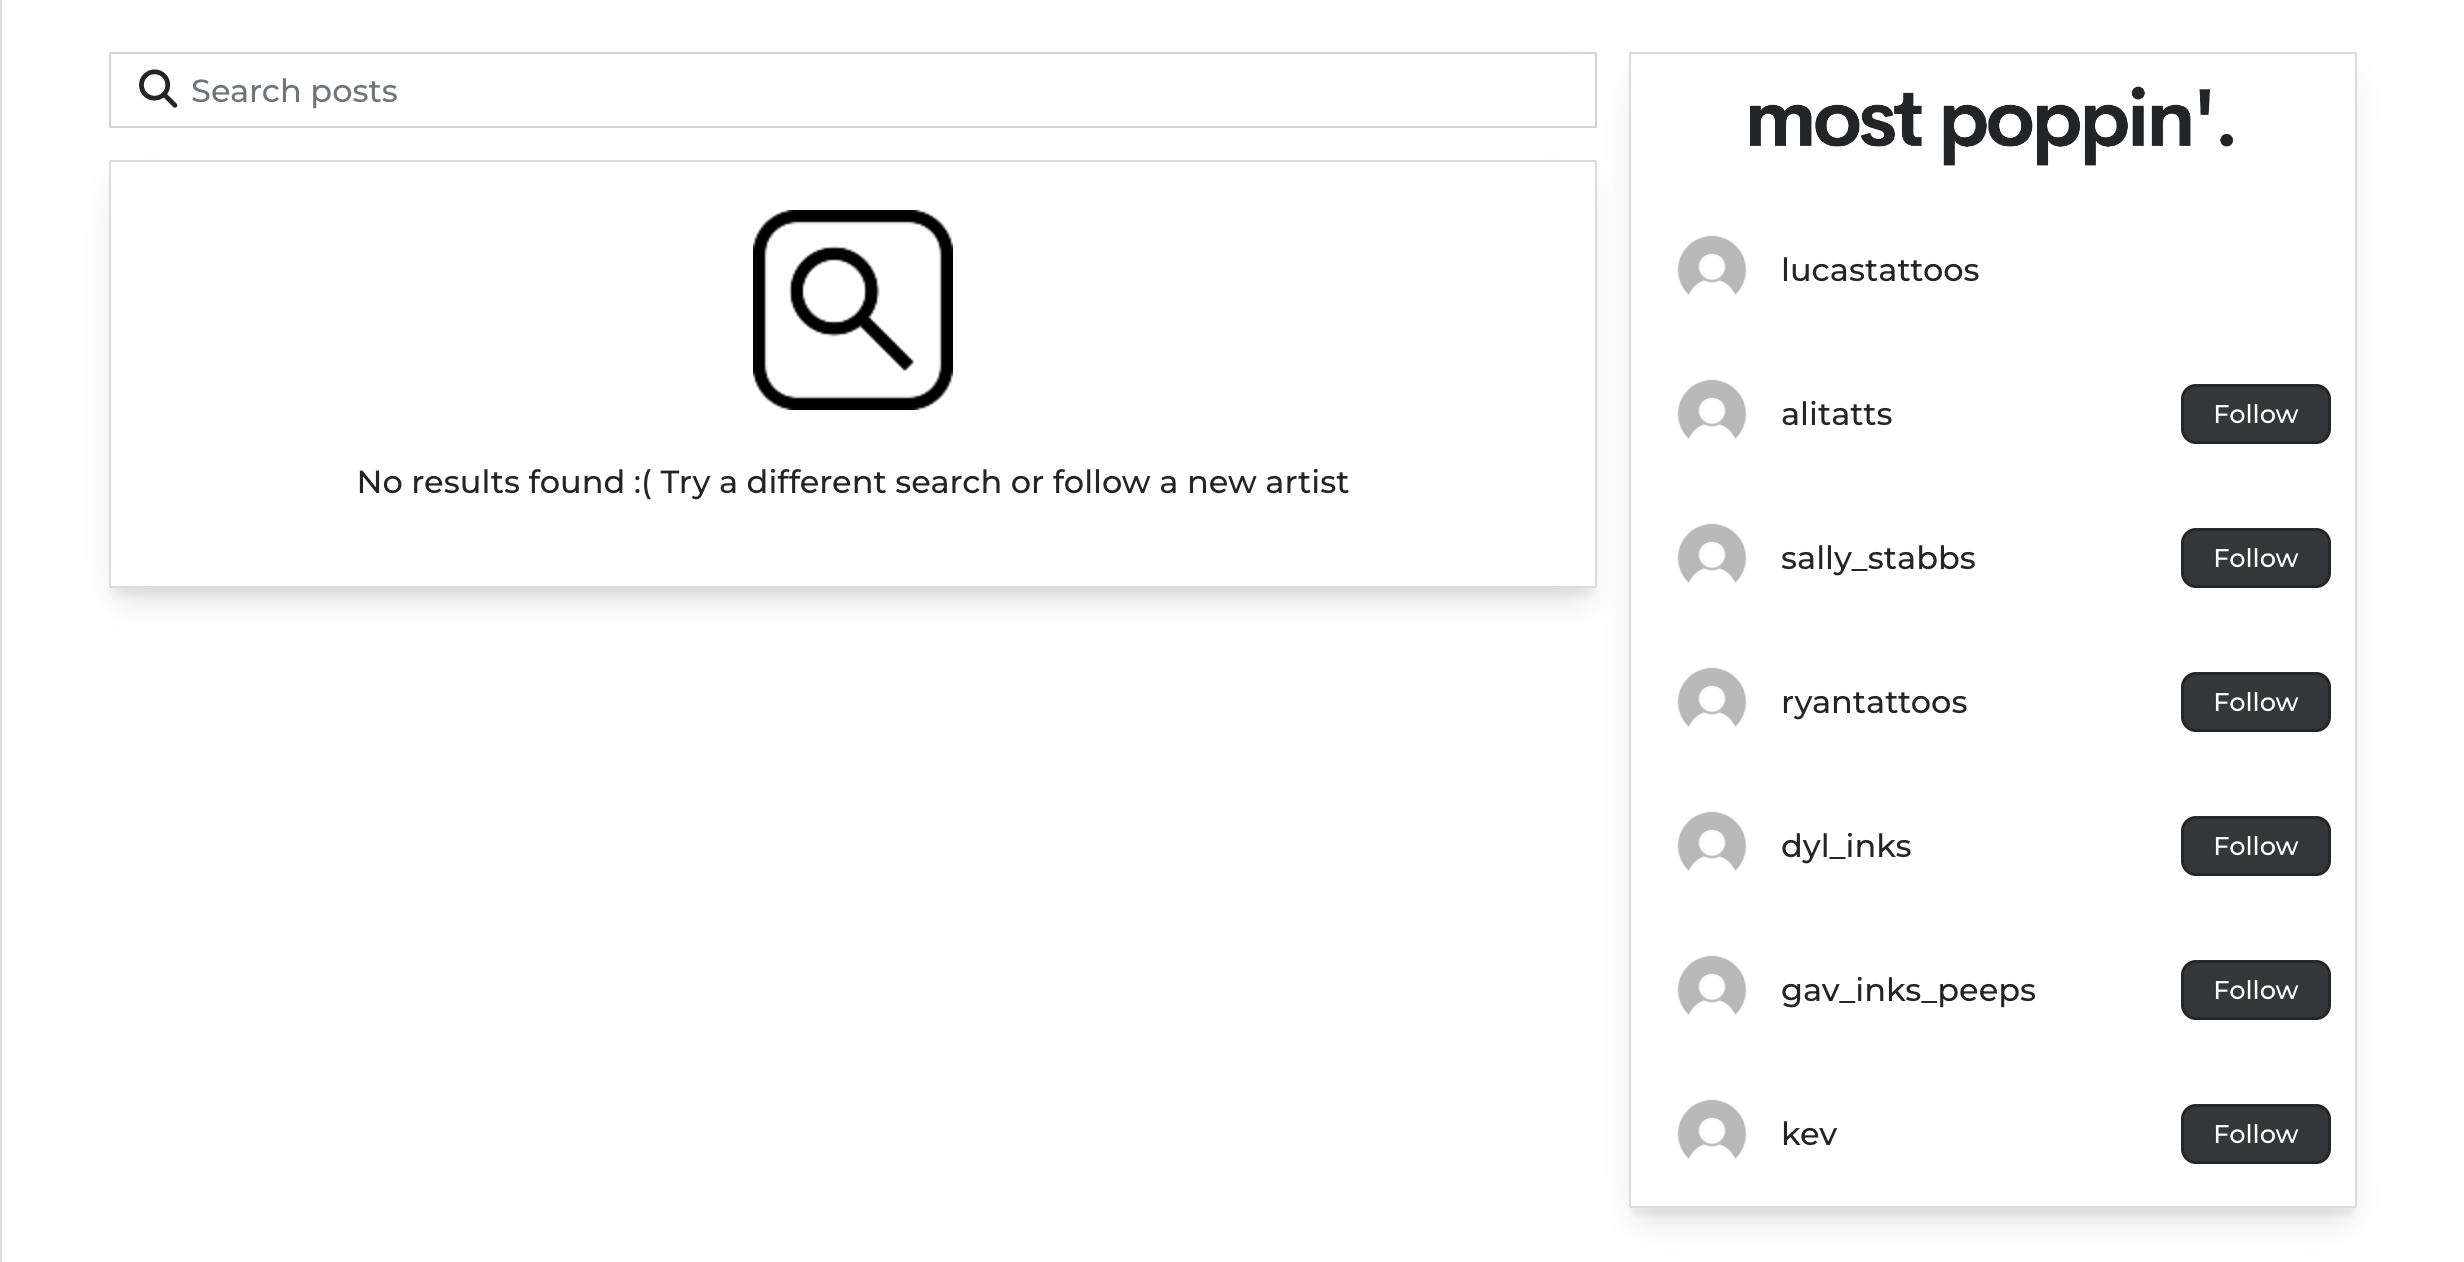 Search posts
No results found :( Try a different search or follow a new artist
most poppin'.
lucastattoos
alitatts
Follow
sally_stabbs
Follow
ryantattoos
Follow
dyl_inks
Follow
gav_inks_peeps
Follow
kev
Follow